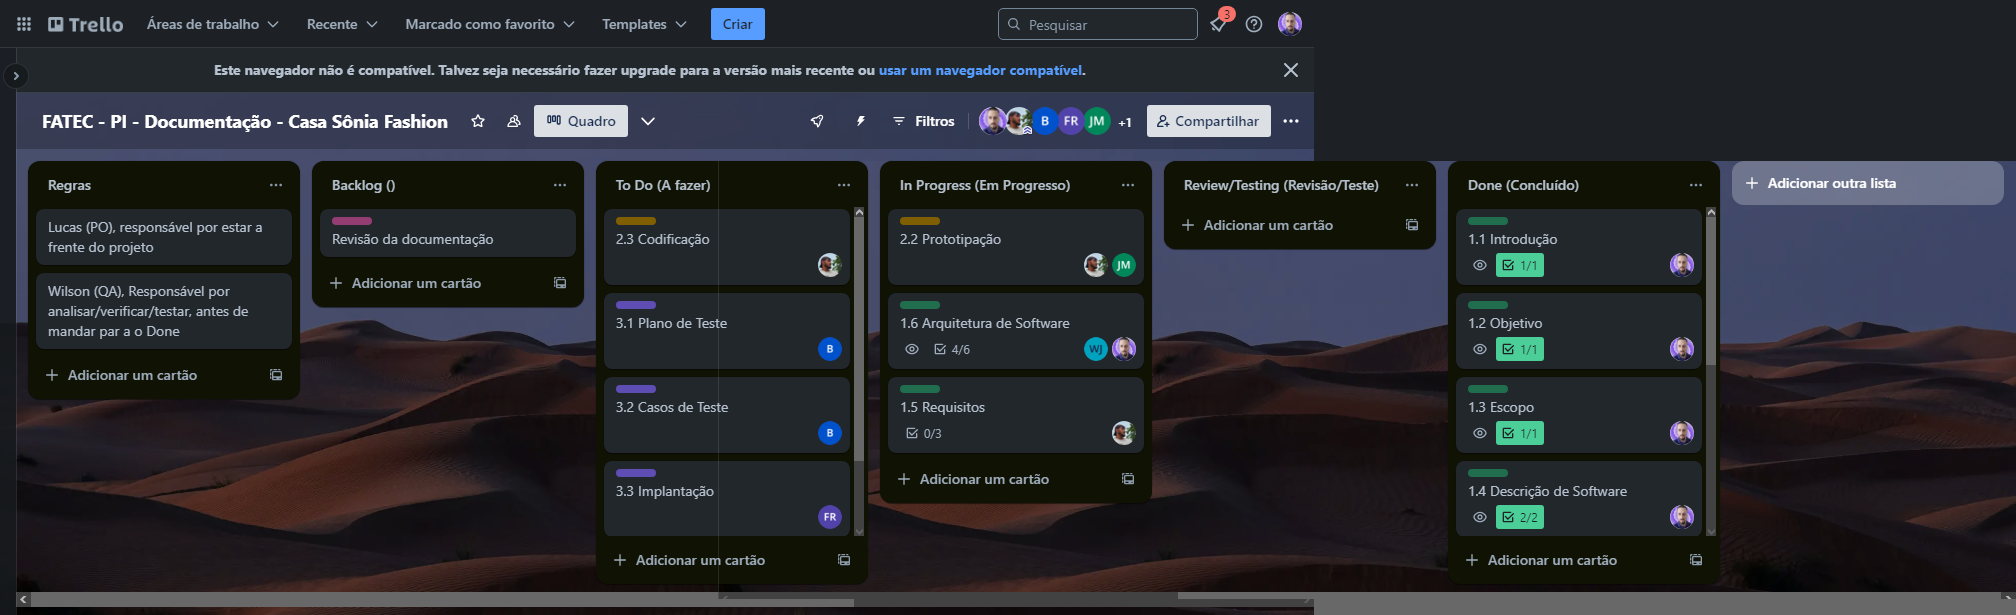 Trello
Áreas de trabalho
Recente
Marcado como favorito
Templates
Criar
Pesquisar
3
Este navegador não é compatível. Talvez seja necessário fazer upgrade para a versão mais recente ou usar um navegador compatível.
FATEC - PI - Documentação - Casa Sônia Fashion
Quadro
Filtros
B
FR
JM
+1
Compartilhar
Regras
Lucas (PO), responsável por estar a
frente do projeto
Wilson (QA), Responsável por
analisar/verificar/testar, antes de
mandar par a o Done
Adicionar um cartão
Backlog ()
Revisão da documentação
Adicionar um cartão
To Do (A fazer)
2.3 Codificação
3.1 Plano de Teste
B
3.2 Casos de Teste
B
3.3 Implantação
FR
Adicionar um cartão
In Progress (Em Progresso)
2.2 Prototipação
JM
1.6 Arquitetura de Software
4/6
WJ
1.5 Requisitos
0/3
Adicionar um cartão
Review/Testing (Revisão/Teste)
Adicionar um cartão
Done (Concluído)
1.1 Introdução
1/1
1.2 Objetivo
1/1
1.3 Escopo
1/1
1.4 Descrição de Software
2/2
Adicionar um cartão
Adicionar outra lista